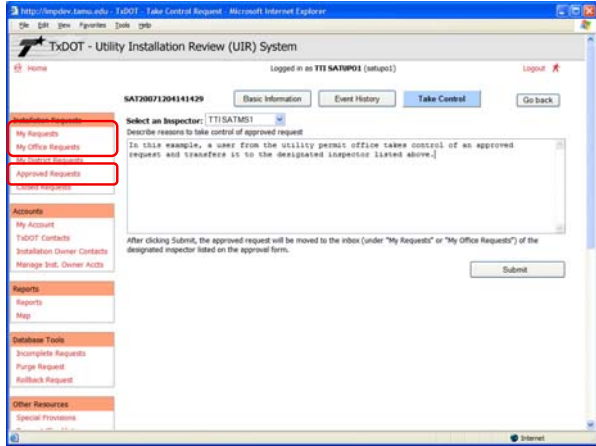 http://impdev.tamu.edu - TxDOT - Take Control Request - Microsoft Internet Explorer
File Edit View Favorites Tools Help
TxDOT - Utility Installation Review (UIR) System
Home
Logged in as TTI SATUPO1 (satupo1)
Logout
SAT20071204141429
Basic Information
Event History
Take Control
Go back
Installation Requests
My Requests
My Office Requests
My District Requests
Approved Requests
Closed Requests
Select an Inspector: TTISATMS1
Describe reasons to take control of approved request
In this example, a user from the utility permit office takes control of an approved
request and transfers it to the designated inspector listed above.
After clicking Submit, the approved request will be moved to the inbox (under "My Requests" or "My Office Requests") of the
designated inspector listed on the approval form.
Submit
Accounts
My Account
TxDOT Contacts
Installation Owner Contacts
Manage Inst. Owner Accts
Reports
Reports
Map
Database Tools
Incomplete Requests
Purge Request
Rollback Request
Other Resources
Special Provisions
Internet